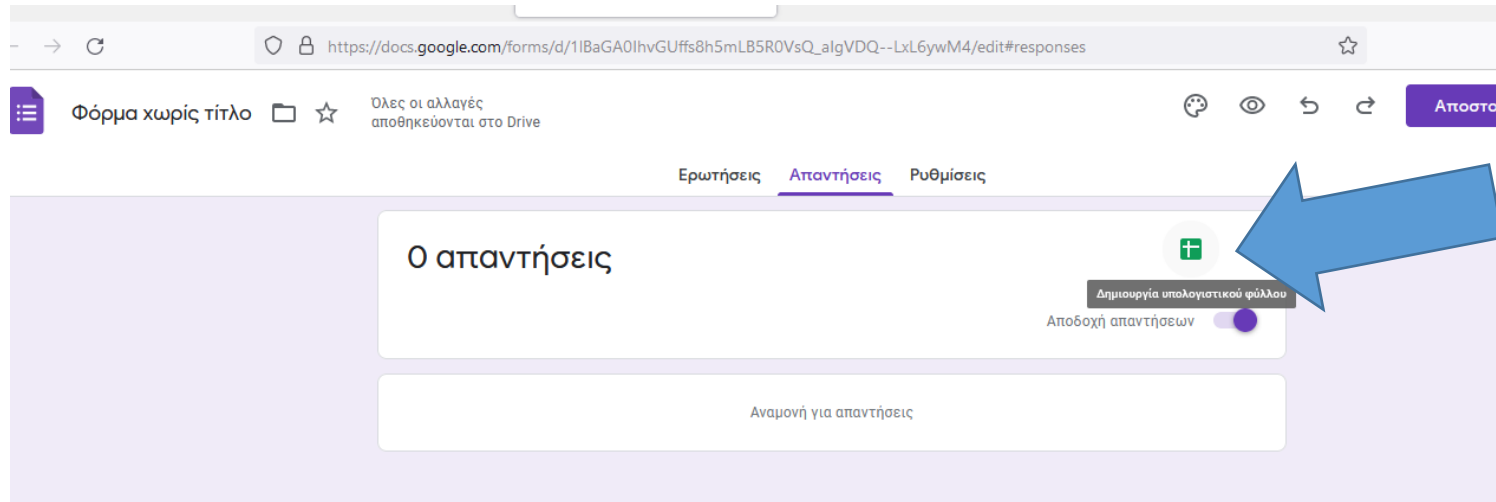 https://docs.google.com/forms/d/1IBaGA0IhvGUffs8h5mLB5R0VsQ_aIgVDQ--LxL6ywM4/edit#responses
Φόρμα χωρίς τίτλο
Όλες οι αλλαγές
αποθηκεύονται στο Drive
Αποστο
Ερωτήσεις Απαντήσεις Ρυθμίσεις
0 απαντήσεις
Δημιουργία υπολογιστικού φύλλου
Αποδοχή απαντήσεων
Αναμονή για απαντήσεις